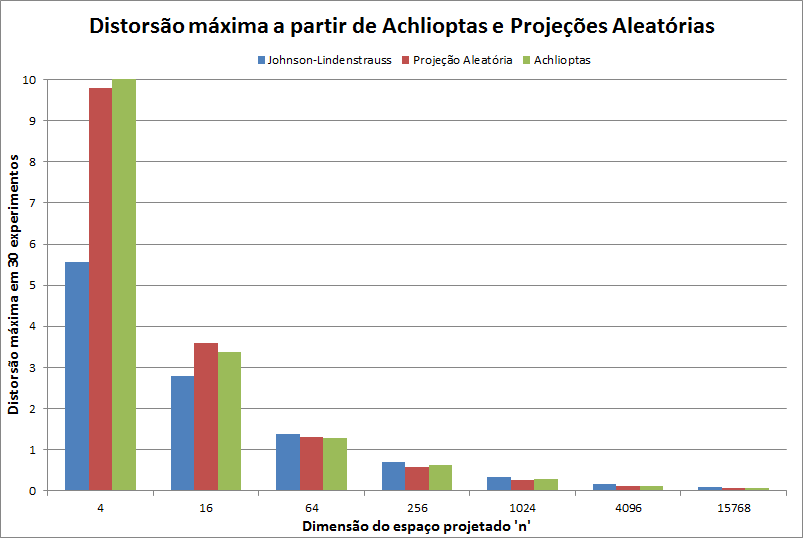 Distorsão máxima a partir de Achlioptas e Projeções Aleatórias
Johnson-Lindenstrauss Projeção Aleatória Achlioptas
Distorsão máxima em 30 experimentos
10
9
8
7
6
5
4
3
2
1
0
4 16 64 256 1024 4096 15768
Dimensão do espaço projetado 'n'